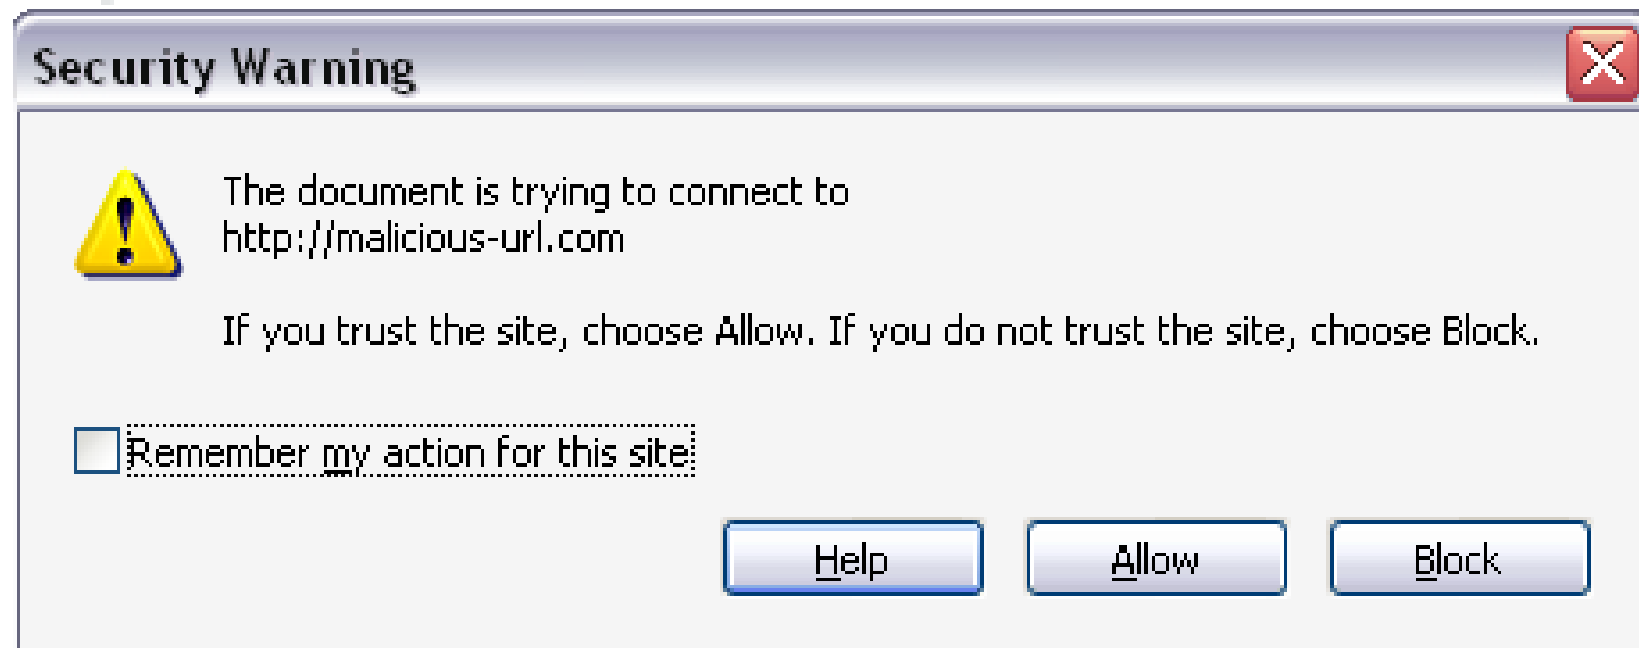 Security Warning
The document is trying to connect to
http://malicious-url.com
If you trust the site, choose Allow. If you do not trust the site, choose Block.
Remember my action for this site
Help
Allow
Block